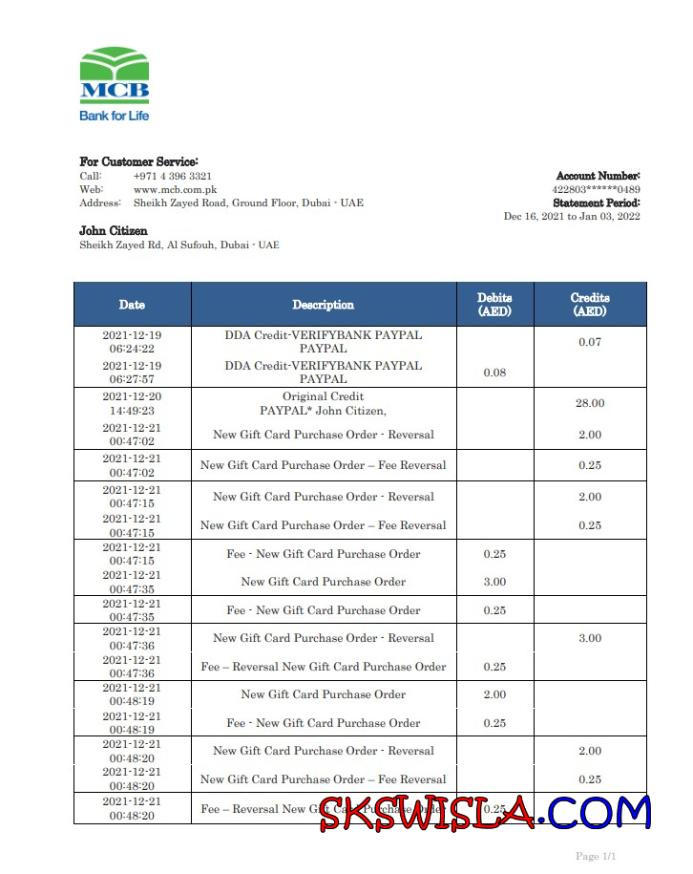 MCB
Bank for Life
For Customer Service:
Call: +971 4 396 3321
Web: www.mcb.com.pk
Address: Sheikh Zayed Road, Ground Floor, Dubai - UAE
Account Number:
422803******0489
Statement Period:
Dec 16, 2021 to Jan 03, 2022
John Citizen
Sheikh Zayed Rd, Al Sufouh, Dubai - UAE
Date Description Debits (AED) Credits (AED)
2021-12-19 06:24:22 DDA Credit-VERIFYBANK PAYPAL PAYPAL 0.07
2021-12-19 06:27:57 DDA Credit-VERIFYBANK PAYPAL PAYPAL 0.08
2021-12-20 14:49:23 Original Credit PAYPAL* John Citizen, 28.00
2021-12-21 00:47:02 New Gift Card Purchase Order - Reversal 2.00
2021-12-21 00:47:02 New Gift Card Purchase Order – Fee Reversal 0.25
2021-12-21 00:47:15 New Gift Card Purchase Order - Reversal 2.00
2021-12-21 00:47:15 New Gift Card Purchase Order – Fee Reversal 0.25
2021-12-21 00:47:15 Fee - New Gift Card Purchase Order 0.25
2021-12-21 00:47:35 New Gift Card Purchase Order 3.00
2021-12-21 00:47:35 Fee - New Gift Card Purchase Order 0.25
2021-12-21 00:47:36 New Gift Card Purchase Order - Reversal 3.00
2021-12-21 00:47:36 Fee – Reversal New Gift Card Purchase Order 0.25
2021-12-21 00:48:19 New Gift Card Purchase Order 2.00
2021-12-21 00:48:19 Fee - New Gift Card Purchase Order 0.25
2021-12-21 00:48:20 New Gift Card Purchase Order - Reversal 2.00
2021-12-21 00:48:20 New Gift Card Purchase Order – Fee Reversal 0.25
2021-12-21 00:48:20 Fee – Reversal New Gift Card Purchase Order 0.25
SKSWISLA.COM
Page 1/1